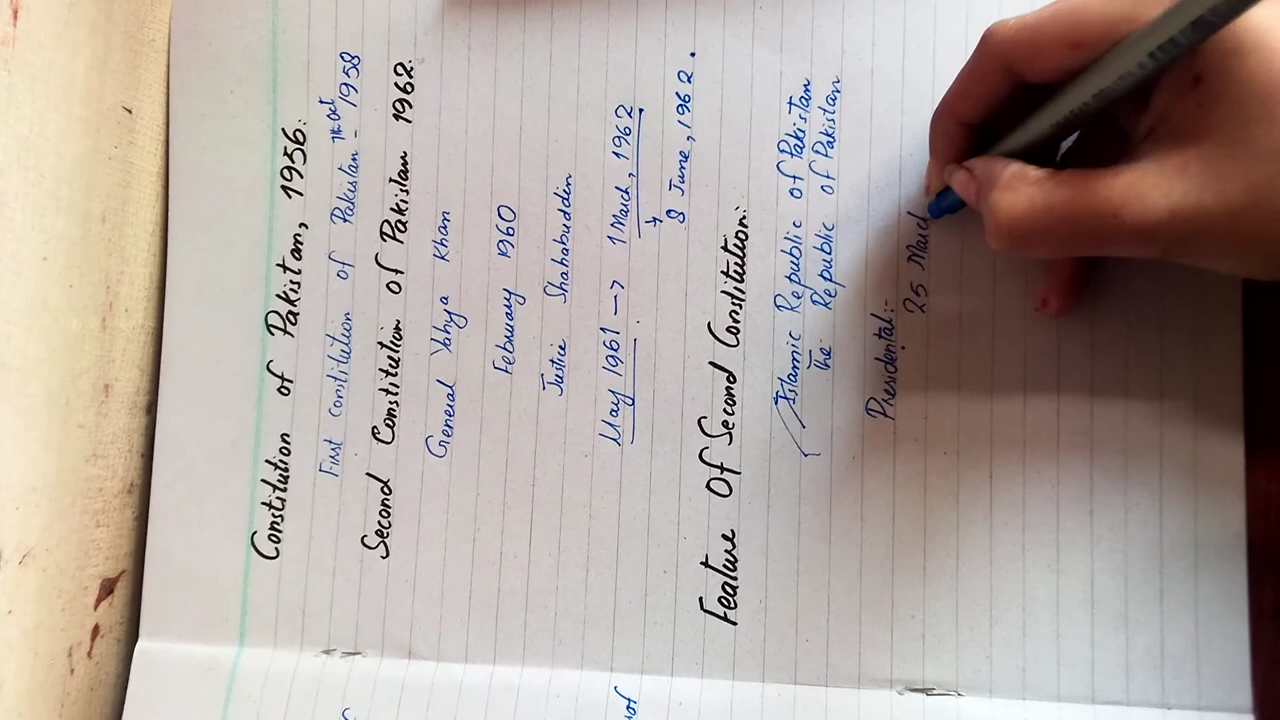 Constitution of Pakistan, 1956:
First constitution of Pakistan - 7th Oct 1958
Second Constitution of Pakistan 1962.
General Yahya Khan
February 1960
Justice Shahabuddin
May 1961 → 1 March, 1962
↓ 8 June, 1962.
Feature Of Second Constitution:
Islamic Republic of Pakistan
The Republic of Pakistan
Presidental:-
25 March
of